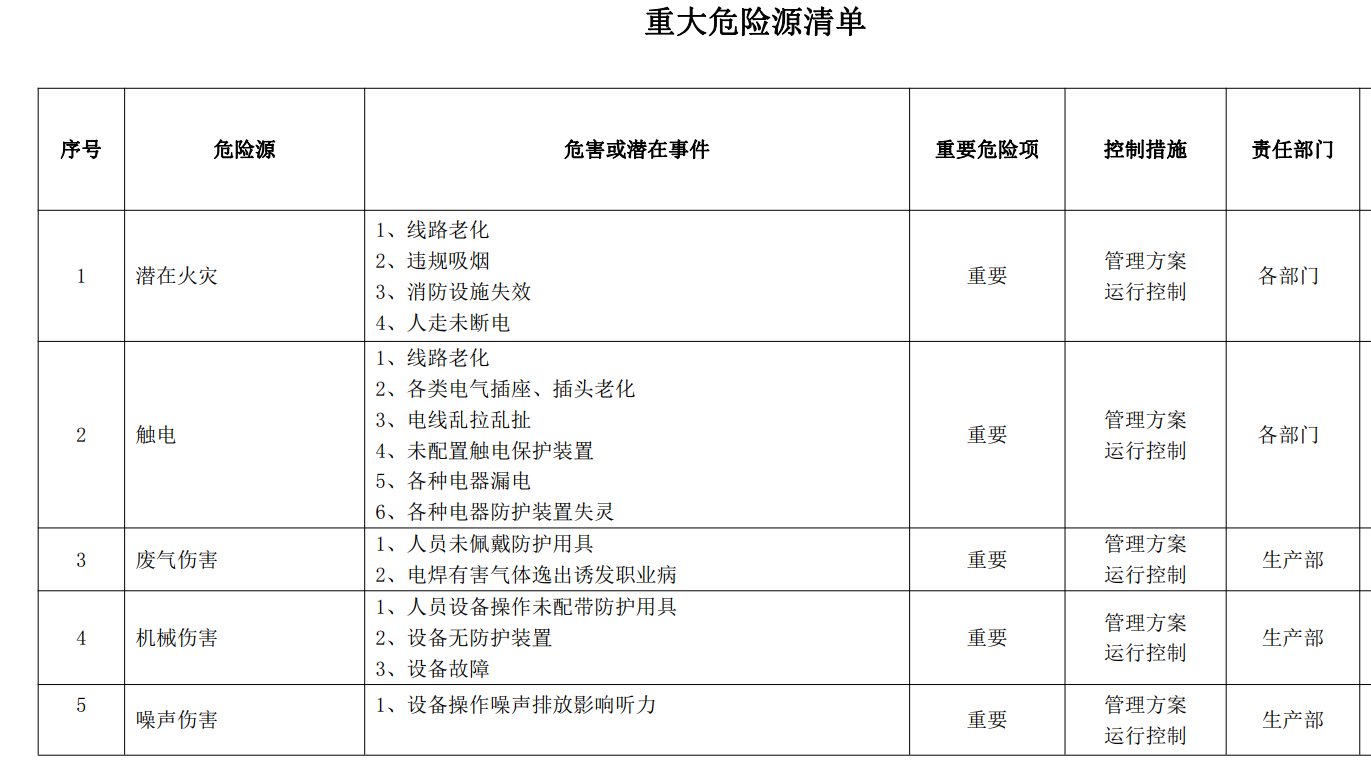 重大危险源清单
序号 危险源 危害或潜在事件 重要危险项 控制措施 责任部门
1 潜在火灾
1、线路老化
2、违规吸烟
3、消防设施失效
4、人走未断电
重要
管理方案
运行控制
各部门
2 触电
1、线路老化
2、各类电气插座、插头老化
3、电线乱拉乱扯
4、未配置触电保护装置
5、各种电器漏电
6、各种电器防护装置失灵
重要
管理方案
运行控制
各部门
3 废气伤害
1、人员未佩戴防护用具
2、电焊有害气体逸出诱发职业病
重要
管理方案
运行控制
生产部
4 机械伤害
1、人员设备操作未配带防护用具
2、设备无防护装置
3、设备故障
重要
管理方案
运行控制
生产部
5 噪声伤害
1、设备操作噪声排放影响听力
重要
管理方案
运行控制
生产部